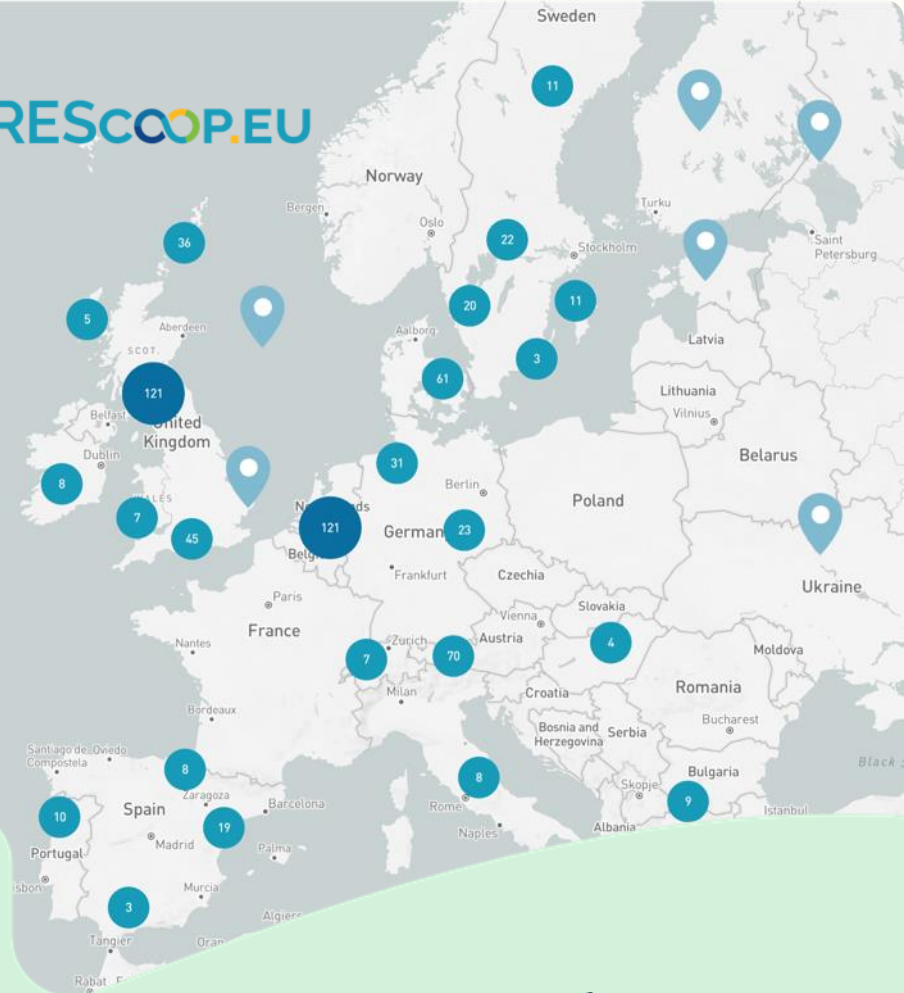 Sweden
11
RESCOOP.EU
Norway
Bergen
Oslo
Turku
Saint
Petersburg
36
22
Stockholm
5
Aberdeen
SCOT.
20
11
Aalborg
Latvia
3
61
121
Lithuania
Vilnius
Belfast
United
Kingdom
Dublin
Belarus
31
8
Berlin
WALES
7
45
121
German
23
Poland
Frankfurt
Czechia
Ukraine
Paris
France
Slovakia
Vienna
Nantes
Zurich
Austria
4
Moldova
7
70
Milan
Croatia
Romania
Bordeaux
Bosnia and
Herzegovina
Serbia
Bucharest
Santiago de
Compostela
Oviedo
8
Black
Bulgaria
8
Skopje
Zaragoza
Barcelona
Rome
9
Istanbul
10
Spain
19
Naples
Albania
Madrid
Palma
Portugal
isbon
Murcia
3
Algiers
Tangier
Oran
Rabat